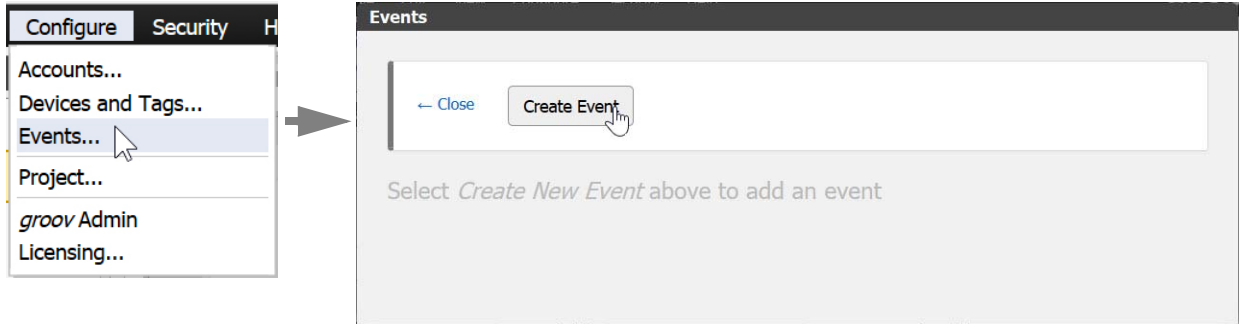 Configure Security H
Accounts...
Devices and Tags...
Events...
Project...
groov Admin
Licensing...
Events
← Close Create Event
Select Create New Event above to add an event